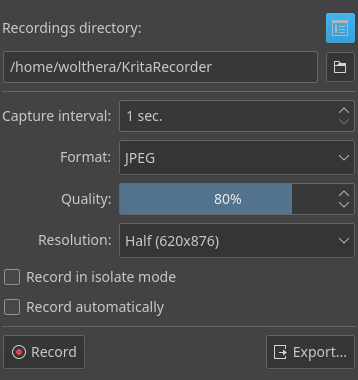 Recordings directory:
/home/wolthera/KritaRecorder
Capture interval: 1 sec.
Format: JPEG
Quality: 80%
Resolution: Half (620x876)
Record in isolate mode
Record automatically
Record Export...